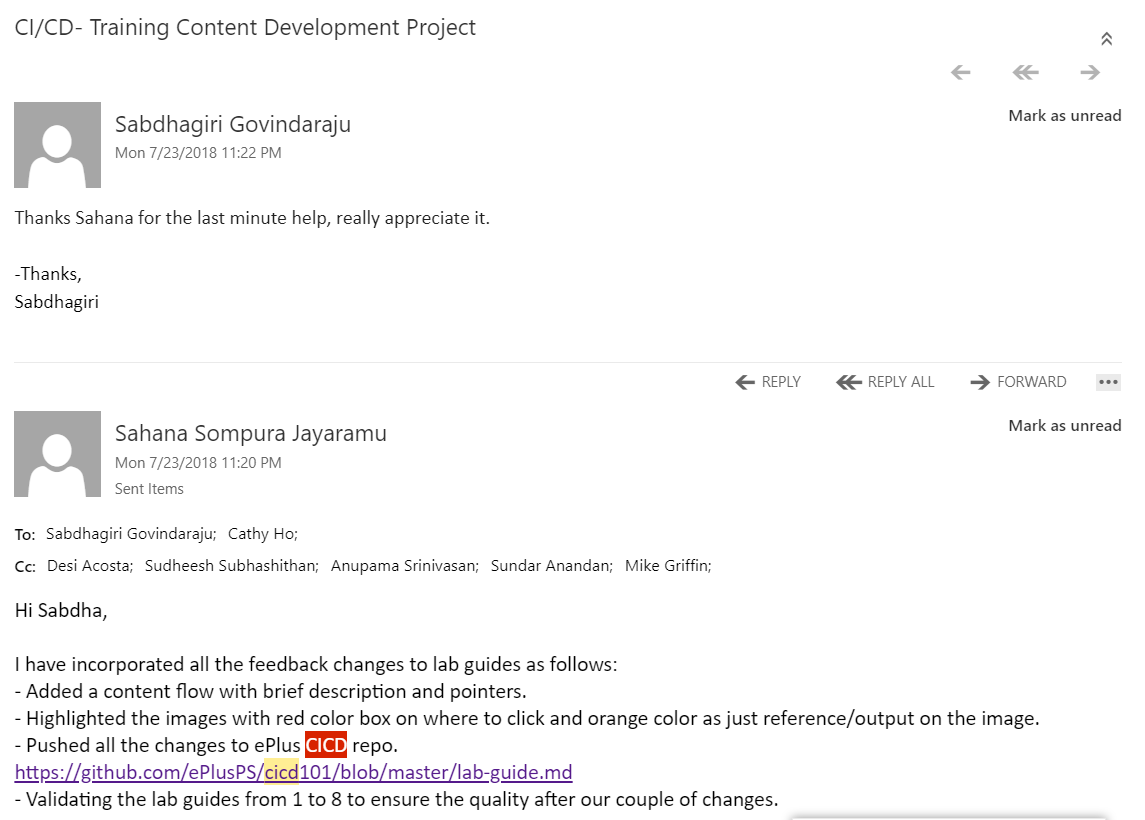 CI/CD- Training Content Development Project
Sabdhagiri Govindaraju
Mark as unread
Mon 7/23/2018 11:22 PM
Thanks Sahana for the last minute help, really appreciate it.
-Thanks,
Sabdhagiri
REPLY REPLY ALL FORWARD
Sahana Sompura Jayaramu
Mark as unread
Mon 7/23/2018 11:20 PM
Sent Items
To: Sabdhagiri Govindaraju; Cathy Ho;
Cc: Desi Acosta; Sudheesh Subhashithan; Anupama Srinivasan; Sundar Anandan; Mike Griffin;
Hi Sabdha,
I have incorporated all the feedback changes to lab guides as follows:
- Added a content flow with brief description and pointers.
- Highlighted the images with red color box on where to click and orange color as just reference/output on the image.
- Pushed all the changes to ePlus CICD repo.
https://github.com/ePlusPS/cicd101/blob/master/lab-guide.md
- Validating the lab guides from 1 to 8 to ensure the quality after our couple of changes.